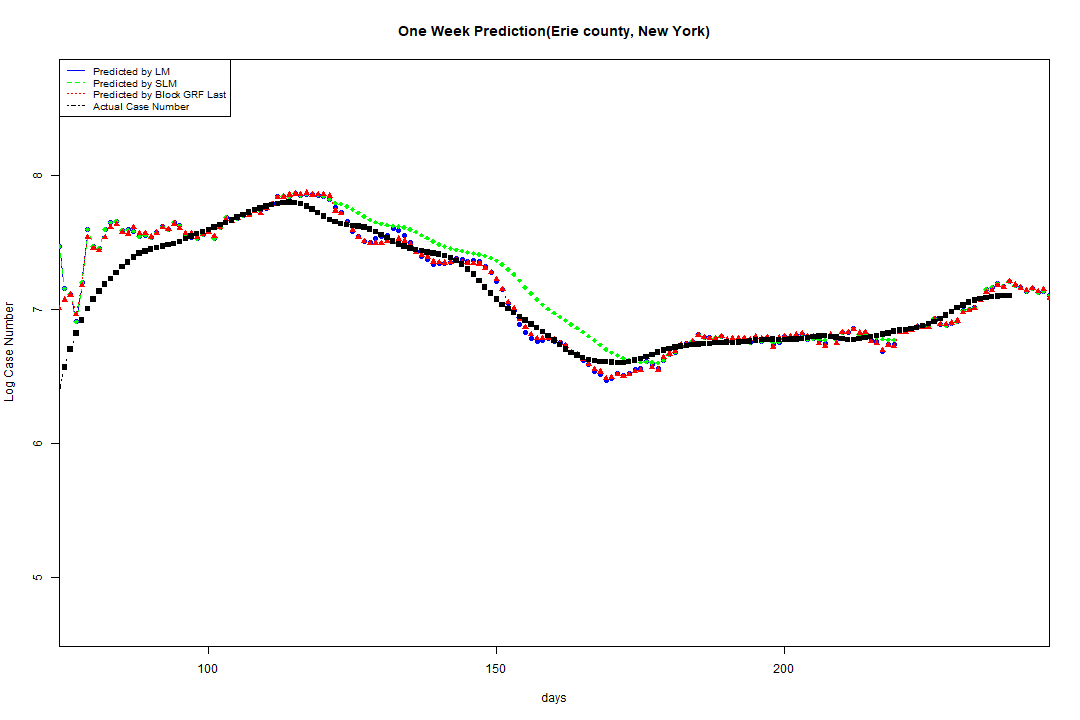 One Week Prediction(Erie county, New York)
Predicted by LM
Predicted by SLM
Predicted by Block GRF Last
Actual Case Number
8
7
6
5
Log Case Number
100 150 200
days